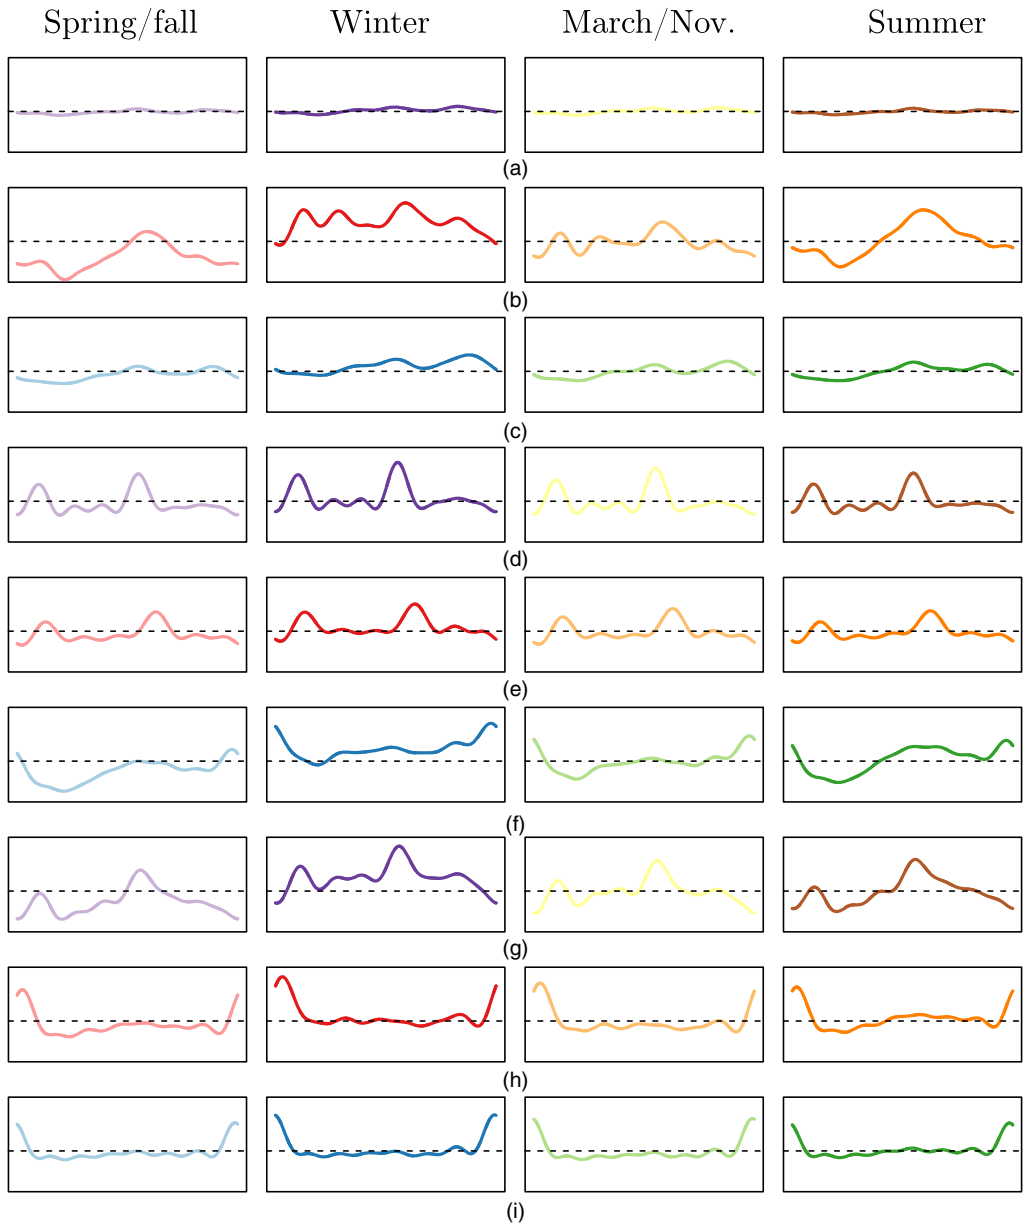 Spring/fall Winter March/Nov. Summer
(a)
(b)
(c)
(d)
(e)
(f)
(g)
(h)
(i)